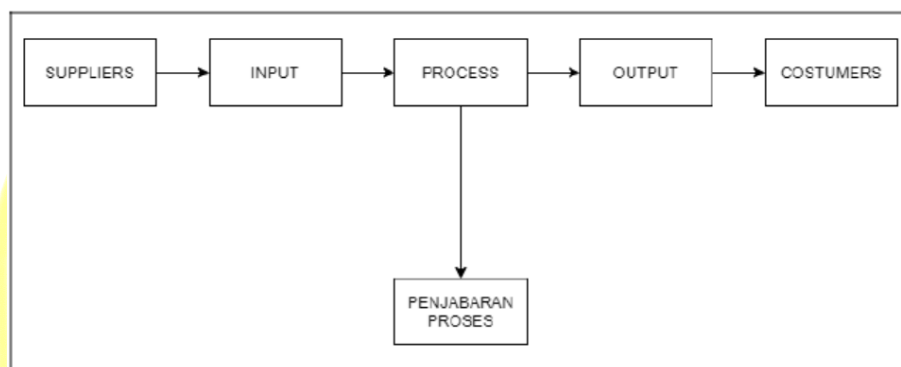 SUPPLIERS
INPUT
PROCESS
OUTPUT
COSTUMERS
PENJABARAN
PROSES